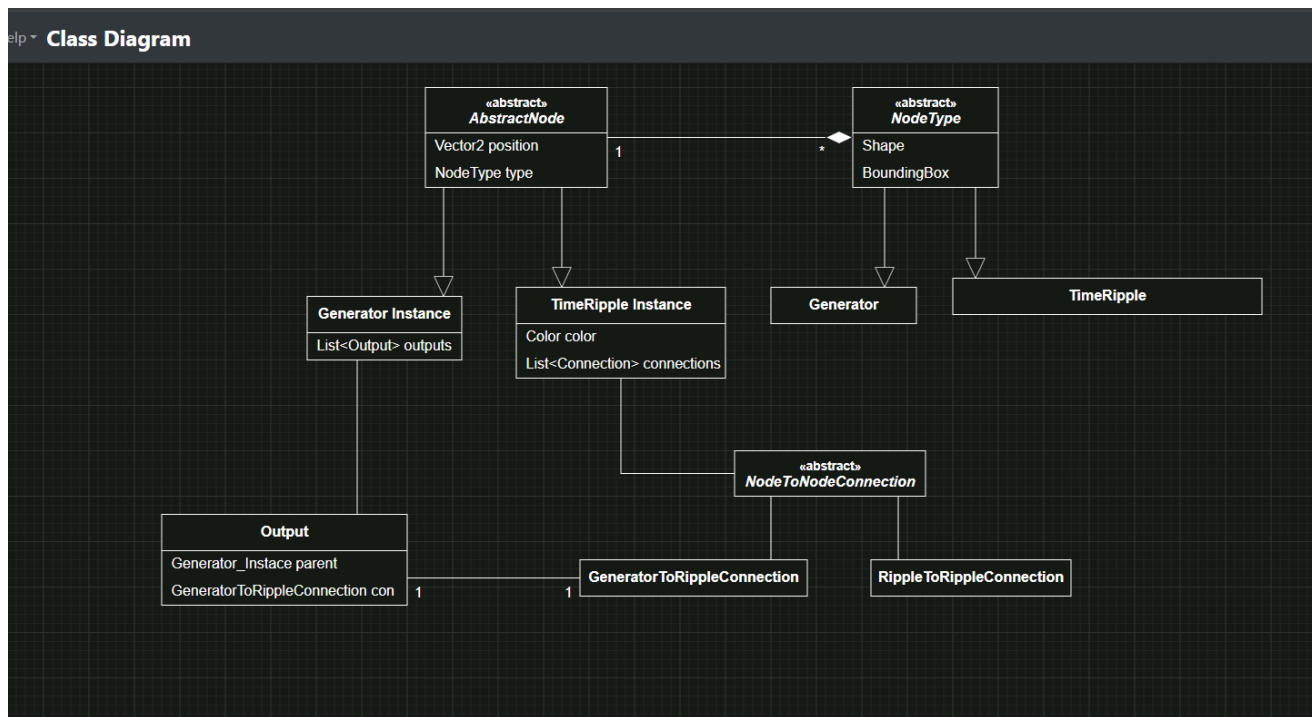 elp
Class Diagram
«abstract»
AbstractNode
Vector2 position
NodeType type
1
*
«abstract»
NodeType
Shape
BoundingBox
Generator Instance
List<Output> outputs
TimeRipple Instance
Color color
List<Connection> connections
Generator
TimeRipple
«abstract»
NodeToNodeConnection
Output
Generator_Instace parent
GeneratorToRippleConnection con
1
1
GeneratorToRippleConnection
RippleToRippleConnection